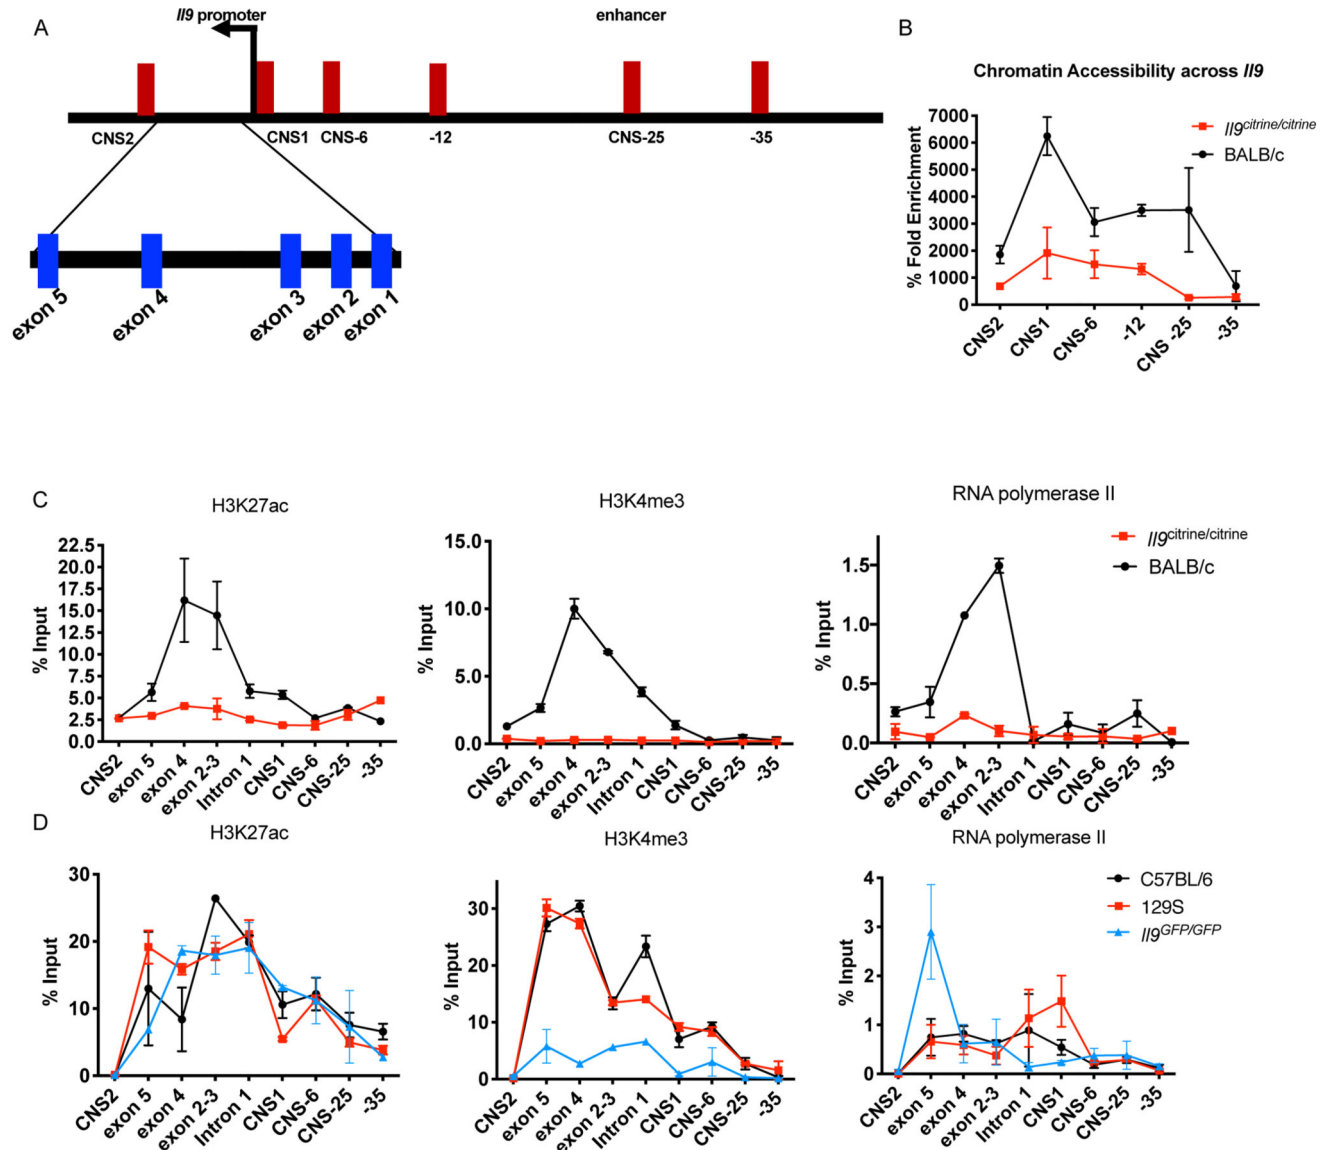 A
Il9 promoter
enhancer
CNS2
CNS1
CNS-6
-12
CNS-25
-35
exon 5
exon 4
exon 3
exon 2
exon 1
B
Chromatin Accessibility across Il9
% Fold Enrichment
7000
6000
5000
4000
3000
2000
1000
0
CNS2
CNS1
CNS-6
-12
CNS -25
-35
Il9citrine/citrine
BALB/c
C
H3K27ac
% Input
22.5
20.0
17.5
15.0
12.5
10.0
7.5
5.0
2.5
0.0
CNS2
exon 5
exon 4
exon 2-3
Intron 1
CNS1
CNS-6
CNS-25
-35
H3K4me3
% Input
15.0
10.0
5.0
0.0
CNS2
exon 5
exon 4
exon 2-3
Intron 1
CNS1
CNS-6
CNS-25
-35
RNA polymerase II
% Input
1.5
1.0
0.5
0.0
CNS2
exon 5
exon 4
exon 2-3
Intron 1
CNS1
CNS-6
CNS-25
-35
Il9citrine/citrine
BALB/c
D
H3K27ac
% Input
30
20
10
0
CNS2
exon 5
exon 4
exon 2-3
Intron 1
CNS1
CNS-6
CNS-25
-35
H3K4me3
% Input
30
20
10
0
CNS2
exon 5
exon 4
exon 2-3
Intron 1
CNS1
CNS-6
CNS-25
-35
RNA polymerase II
% Input
4
3
2
1
0
CNS2
exon 5
exon 4
exon 2-3
Intron 1
CNS1
CNS-6
CNS-25
-35
C57BL/6
129S
Il9GFP/GFP